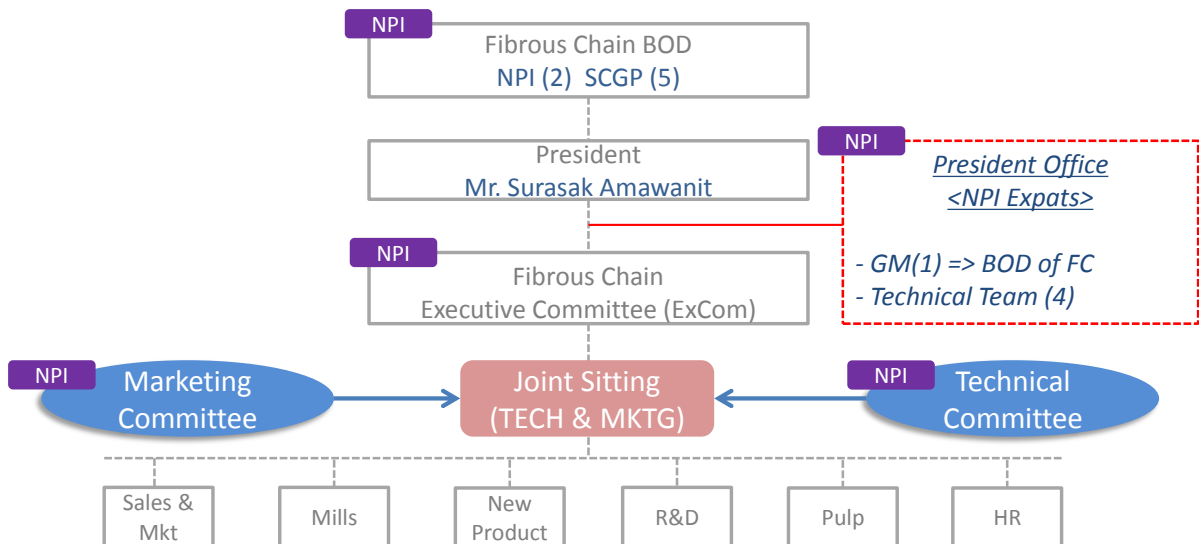 NPI
Fibrous Chain BOD
NPI (2) SCGP (5)
President
Mr. Surasak Amawanit
NPI
President Office
<NPI Expats>
- GM(1) => BOD of FC
- Technical Team (4)
NPI
Fibrous Chain
Executive Committee (ExCom)
NPI
Marketing
Committee
Joint Sitting
(TECH & MKTG)
NPI
Technical
Committee
Sales &
Mkt
Mills
New
Product
R&D
Pulp
HR